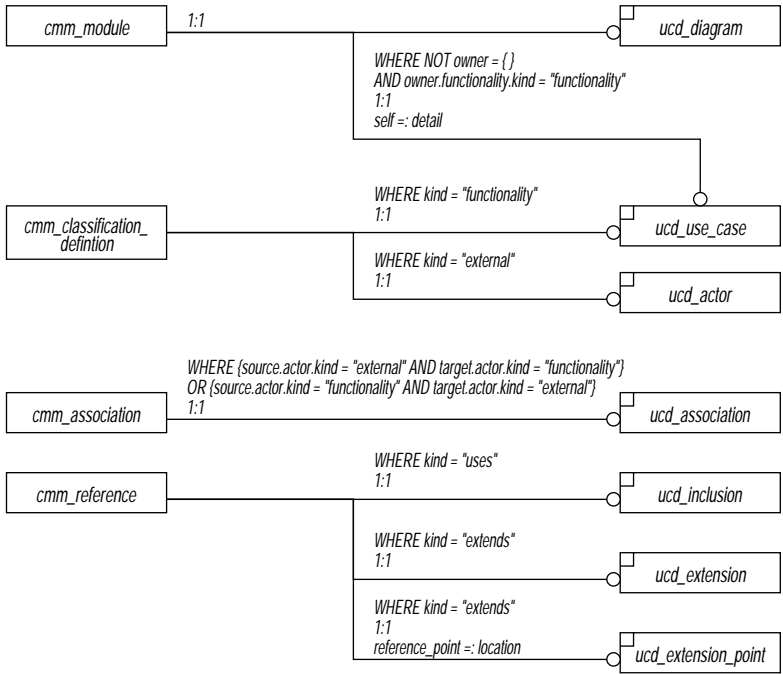 cmm_module
1:1
ucd_diagram
WHERE NOT owner = { }
AND owner.functionality.kind = "functionality"
1:1
self =: detail
cmm_classification_
defintion
WHERE kind = "functionality"
1:1
ucd_use_case
WHERE kind = "external"
1:1
ucd_actor
WHERE {source.actor.kind = "external" AND target.actor.kind = "functionality"}
OR {source.actor.kind = "functionality" AND target.actor.kind = "external"}
1:1
cmm_association
ucd_association
cmm_reference
WHERE kind = "uses"
1:1
ucd_inclusion
WHERE kind = "extends"
1:1
ucd_extension
WHERE kind = "extends"
1:1
reference_point =: location
ucd_extension_point